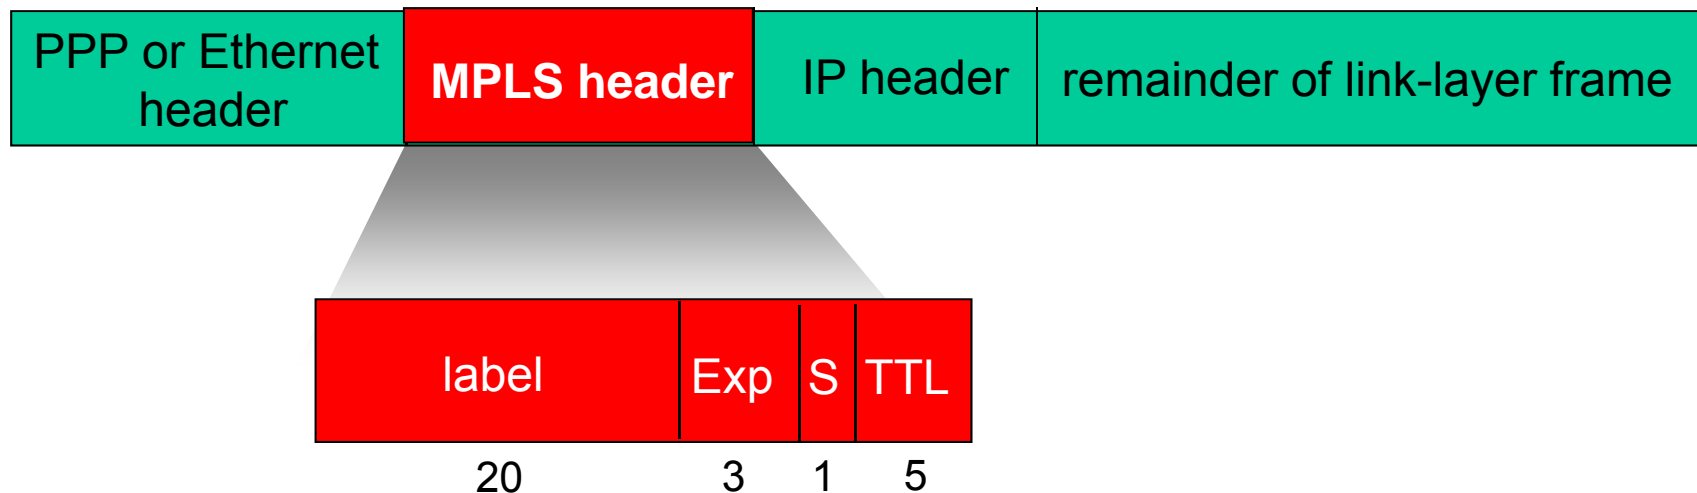 PPP or Ethernet
header
MPLS header
IP header
remainder of link-layer frame
label
Exp
S
TTL
20
3
1
5